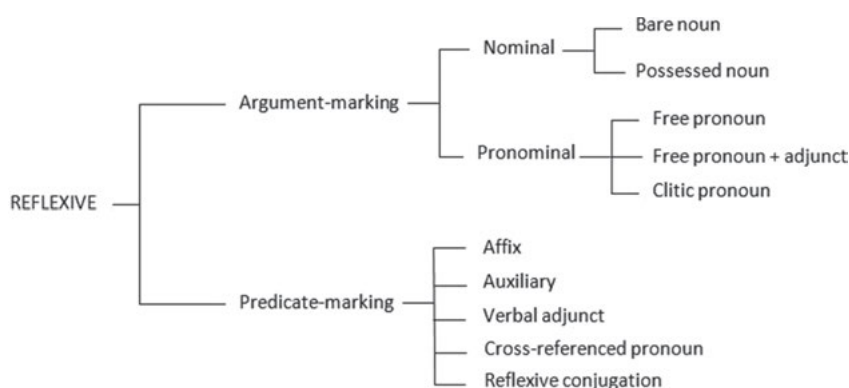 REFLEXIVE
Argument-marking
Nominal
Bare noun
Possessed noun
Pronominal
Free pronoun
Free pronoun + adjunct
Clitic pronoun
Predicate-marking
Affix
Auxiliary
Verbal adjunct
Cross-referenced pronoun
Reflexive conjugation